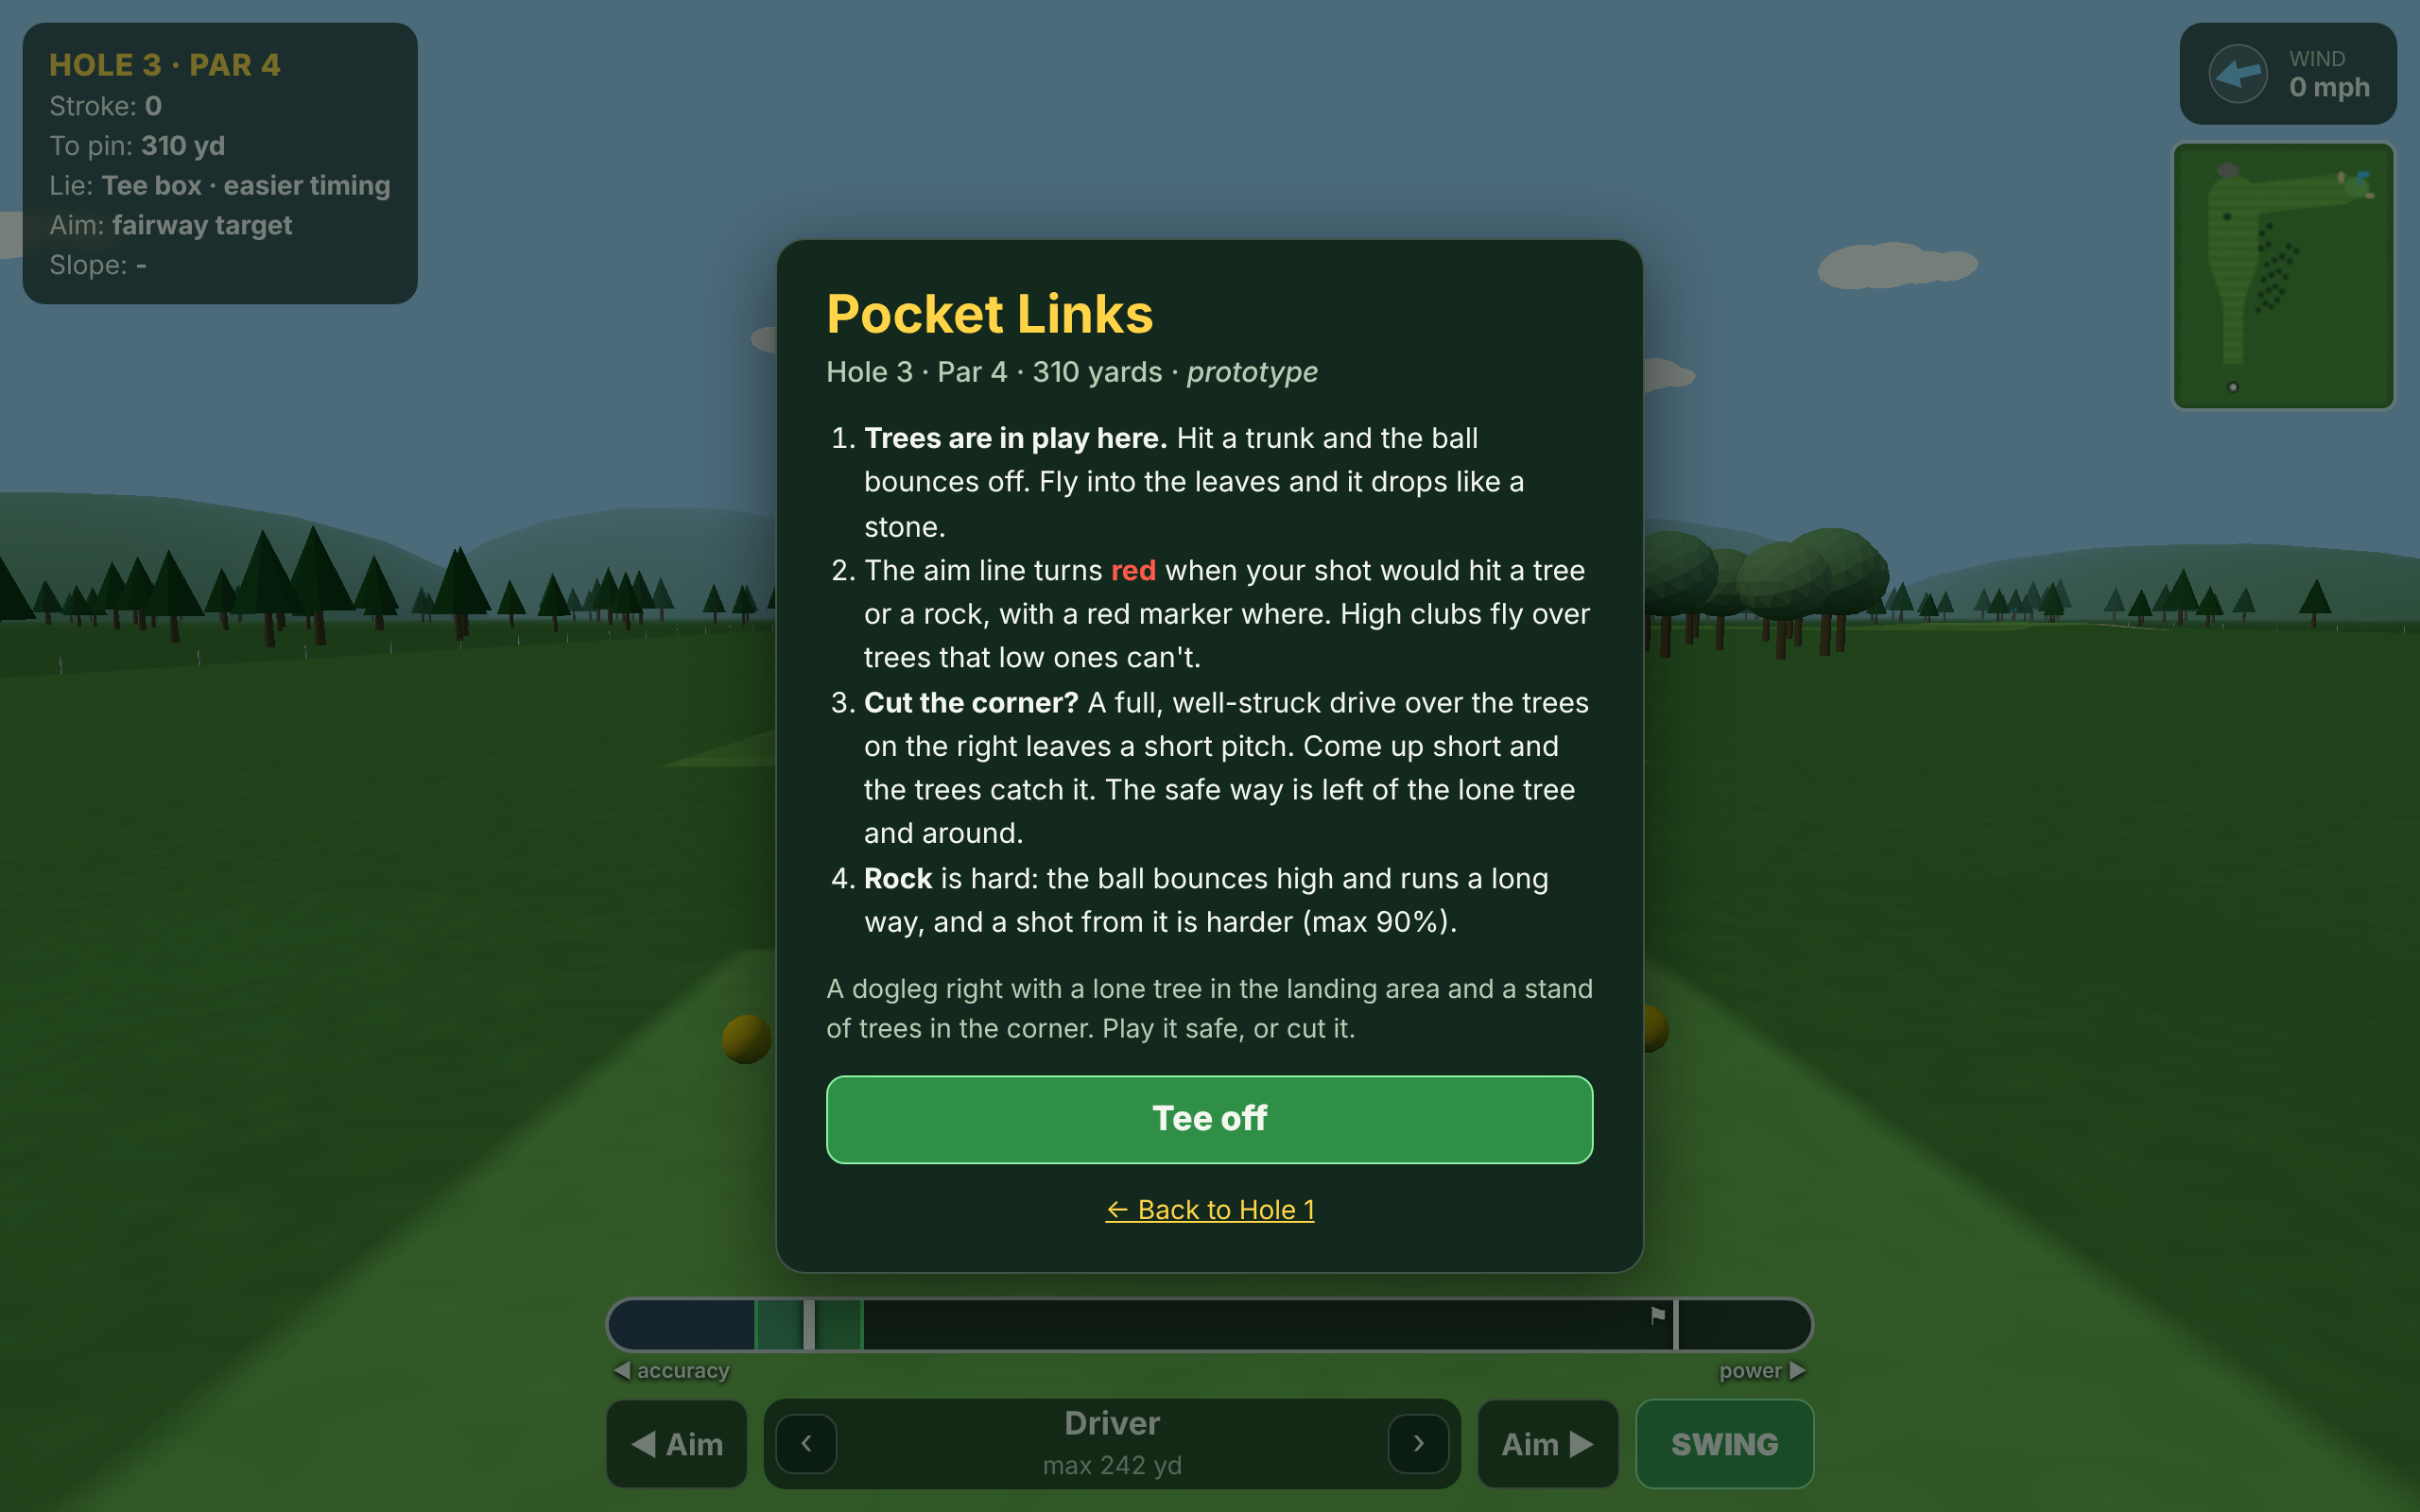 HOLE 3 · PAR 4
Stroke: 0
To pin: 310 yd
Lie: Tee box · easier timing
Aim: fairway target
Slope: -
WIND
0 mph
Pocket Links
Hole 3 · Par 4 · 310 yards · prototype
1. Trees are in play here. Hit a trunk and the ball
bounces off. Fly into the leaves and it drops like a
stone.
2. The aim line turns red when your shot would hit a tree
or a rock, with a red marker where. High clubs fly over
trees that low ones can't.
3. Cut the corner? A full, well-struck drive over the trees
on the right leaves a short pitch. Come up short and
the trees catch it. The safe way is left of the lone tree
and around.
4. Rock is hard: the ball bounces high and runs a long
way, and a shot from it is harder (max 90%).
A dogleg right with a lone tree in the landing area and a stand
of trees in the corner. Play it safe, or cut it.
Tee off
← Back to Hole 1
◀ accuracy
power ▶
◀ Aim
‹
Driver
max 242 yd
›
Aim ▶
SWING